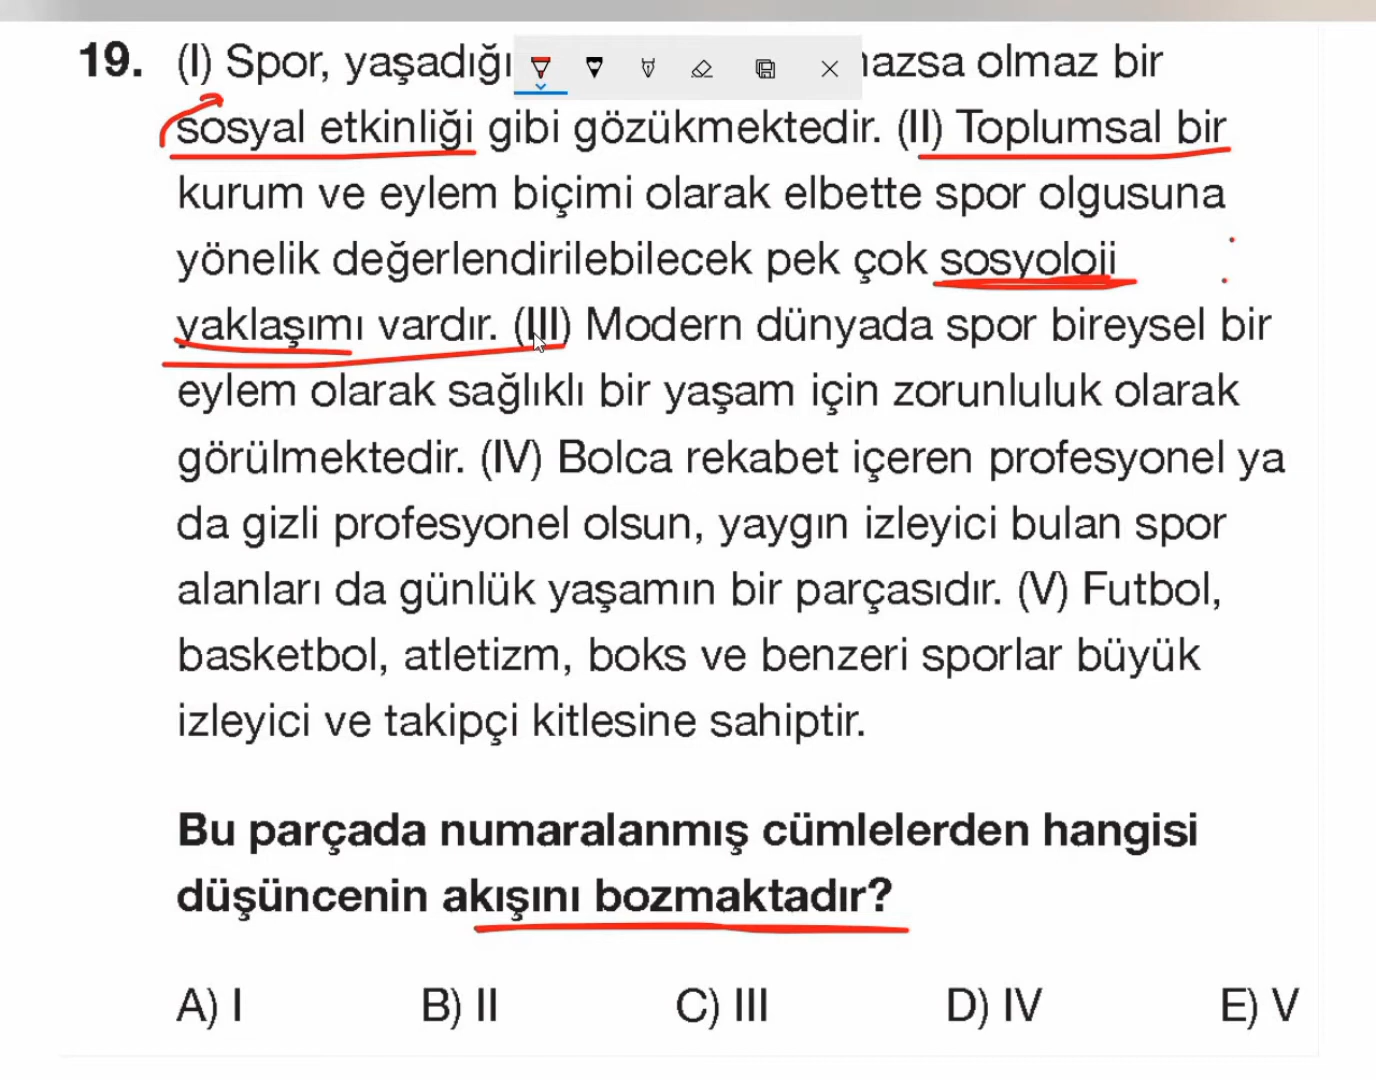 19. (I) Spor, yaşadığı olmaz bir
sosyal etkinliği gibi gözükmektedir. (II) Toplumsal bir
kurum ve eylem biçimi olarak elbette spor olgusuna
yönelik değerlendirilebilecek pek çok sosyoloji
yaklaşımı vardır. (III) Modern dünyada spor bireysel bir
eylem olarak sağlıklı bir yaşam için zorunluluk olarak
görülmektedir. (IV) Bolca rekabet içeren profesyonel ya
da gizli profesyonel olsun, yaygın izleyici bulan spor
alanları da günlük yaşamın bir parçasıdır. (V) Futbol,
basketbol, atletizm, boks ve benzeri sporlar büyük
izleyici ve takipçi kitlesine sahiptir.
Bu parçada numaralanmış cümlelerden hangisi
düşüncenin akışını bozmaktadır?
A) I B) II C) III D) IV E) V